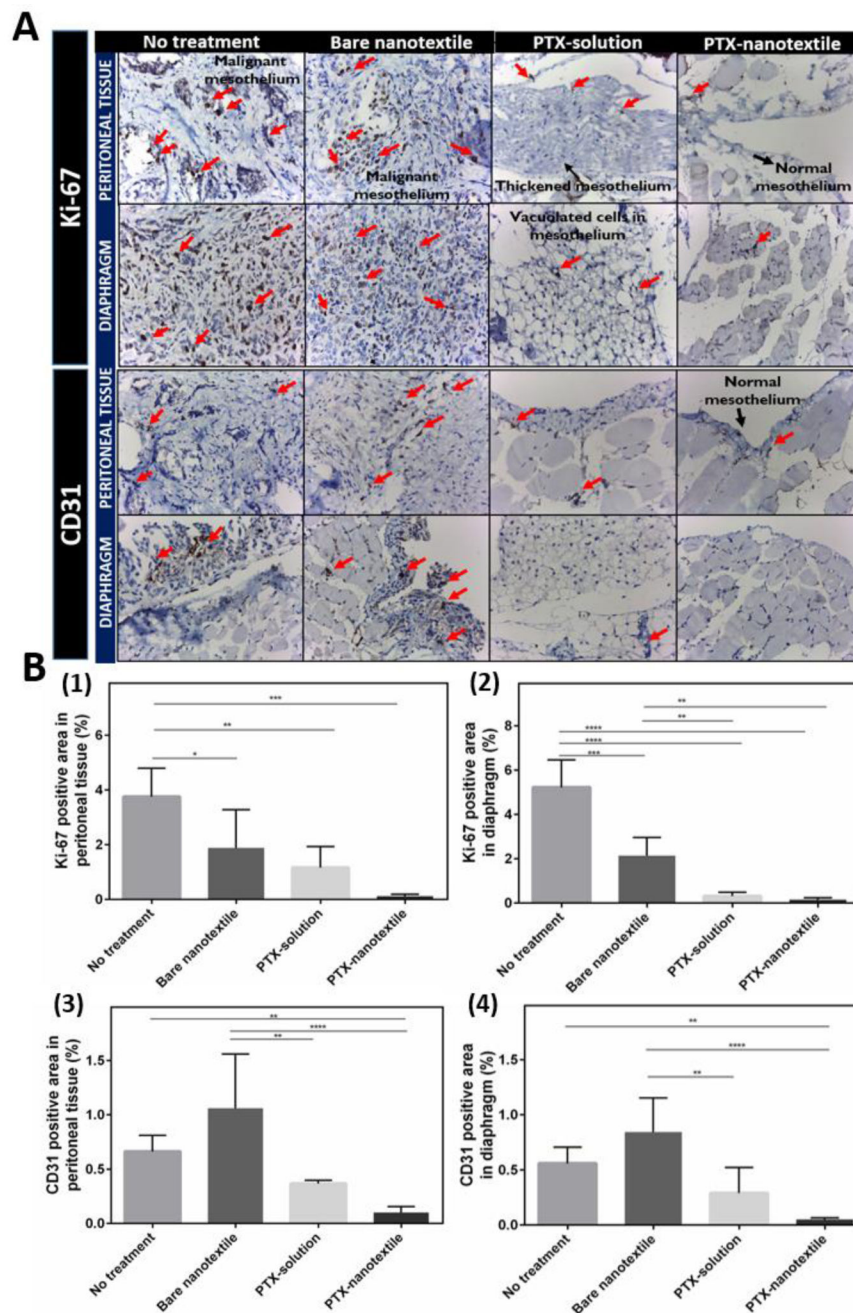 A
No treatment
Bare nanotextile
PTX-solution
PTX-nanotextile
Ki-67
PERITONEAL TISSUE
Malignant
mesothelium
Malignant
mesothelium
Thickened mesothelium
Normal
mesothelium
DIAPHRAGM
Vacuolated cells in
mesothelium
CD31
PERITONEAL TISSUE
Normal
mesothelium
DIAPHRAGM
B
(1)
Ki-67 positive area in
peritoneal tissue (%)
6
4
2
0
***
**
*
No treatment
Bare nanotextile
PTX-solution
PTX-nanotextile
(2)
Ki-67 positive area
in diaphragm (%)
8
6
4
2
0
**
**
****
****
***
No treatment
Bare nanotextile
PTX-solution
PTX-nanotextile
(3)
CD31 positive area in
peritoneal tissue (%)
1.5
1.0
0.5
0.0
**
****
**
No treatment
Bare nanotextile
PTX-solution
PTX-nanotextile
(4)
CD31 positive area
in diaphragm (%)
1.5
1.0
0.5
0.0
**
****
**
No treatment
Bare nanotextile
PTX-solution
PTX-nanotextile